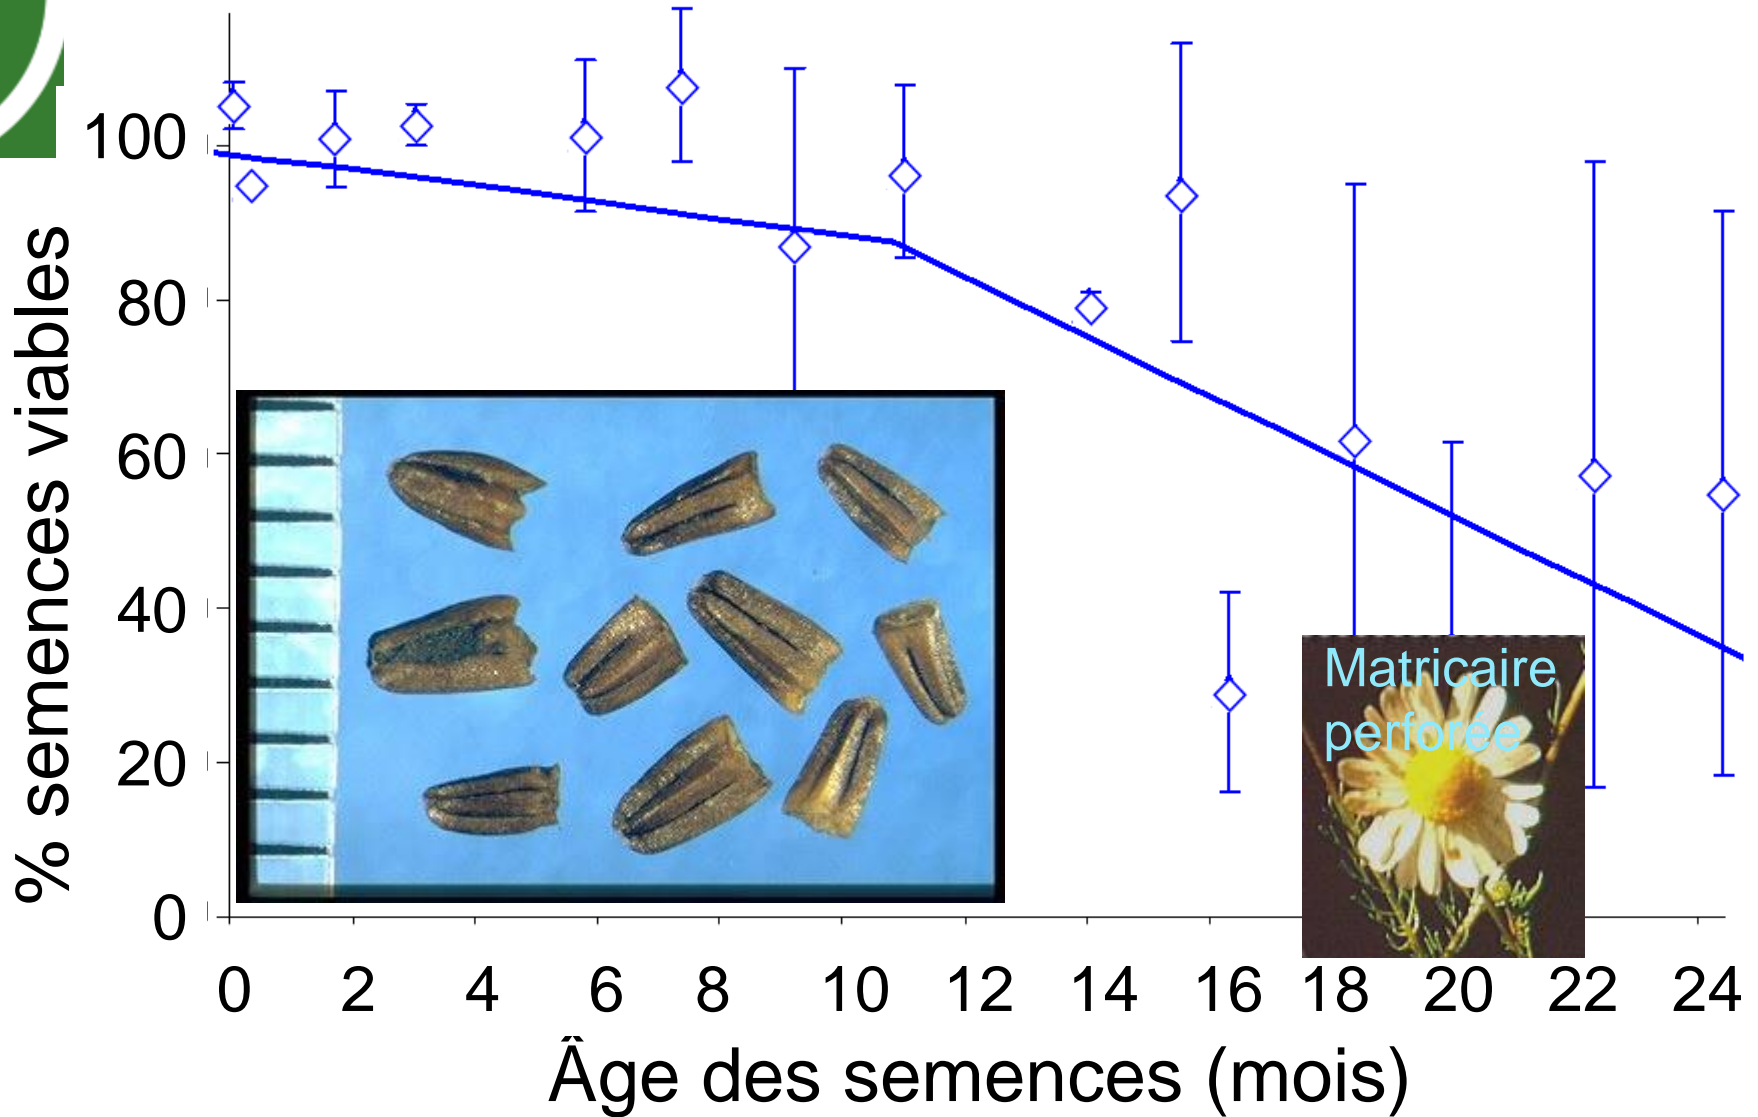 % semences viables
100
80
60
40
20
0
Matricaire
perforée
0 2 4 6 8 10 12 14 16 18 20 22 24
Âge des semences (mois)